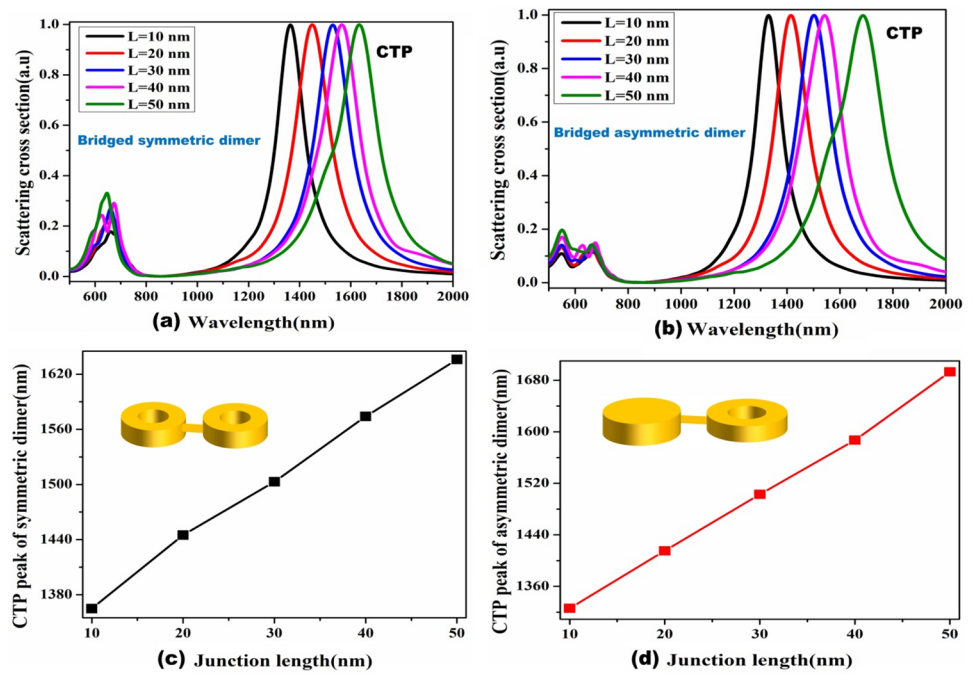 Scattering cross section(a.u)
1.0
0.8
0.6
0.4
0.2
0.0
L=10 nm
L=20 nm
L=30 nm
L=40 nm
L=50 nm
CTP
Bridged symmetric dimer
600 800 1000 1200 1400 1600 1800 2000
(a) Wavelength(nm)
Scattering cross section(a.u)
1.0
0.8
0.6
0.4
0.2
0.0
L=10 nm
L=20 nm
L=30 nm
L=40 nm
L=50 nm
CTP
Bridged asymmetric dimer
600 800 1000 1200 1400 1600 1800 2000
(b) Wavelength(nm)
CTP peak of symmetric dimer(nm)
1620
1560
1500
1440
1380
10 20 30 40 50
(c) Junction length(nm)
CTP peak of asymmetric dimer(nm)
1680
1600
1520
1440
1360
10 20 30 40 50
(d) Junction length(nm)